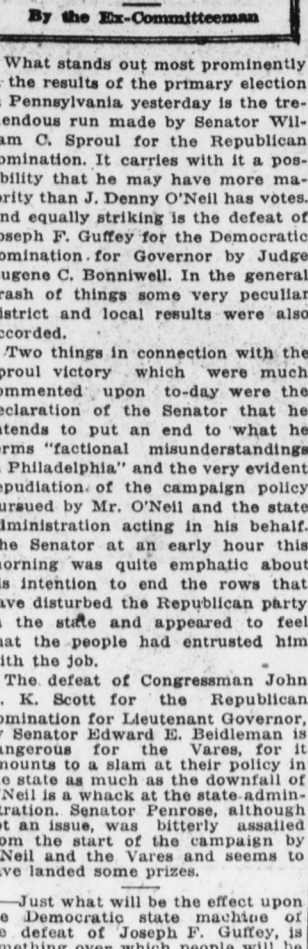 By the Ex-Committeeman
What stands out most prominently
the results of the primary election
Pennsylvania yesterday is the tre-
endous run made by Senator Wil-
am C. Sproul for the Republican
omination. It carries with it a pos-
bility that he may have more ma-
ority than J. Denny O'Neil has votes.
nd equally striking is the defeat of
oseph F. Guffey for the Democratic
omination for Governor by Judge
ugene C. Bonniwell. In the general
rash of things some very peculiar
istrict and local results were also
ccorded.
Two things in connection with the
proul victory which were much
ommented upon to-day were the
eclaration of the Senator that he
ntends to put an end to what he
erms "factional misunderstandings
Philadelphia" and the very evident
epudiation of the campaign policy
ursued by Mr. O'Neil and the state
dministration acting in his behalf.
he Senator at an early hour this
orning was quite emphatic about
is intention to end the rows that
ave disturbed the Republican party
the state and appeared to feel
hat the people had entrusted him
ith the job.
The defeat of Congressman John
. K. Scott for the Republican
omination for Lieutenant Governor,
y Senator Edward E. Beidleman is
angerous for the Vares, for it
mounts to a slam at their policy in
e state as much as the downfall of
'Neil is a whack at the state admin-
tration. Senator Penrose, although
ot an issue, was bitterly assailed
om the start of the campaign by
Neil and the Vares and seems to
ve landed some prizes.
—Just what will be the effect upon
e Democratic state machine of
e defeat of Joseph F. Guffey, is
mething over which people will be